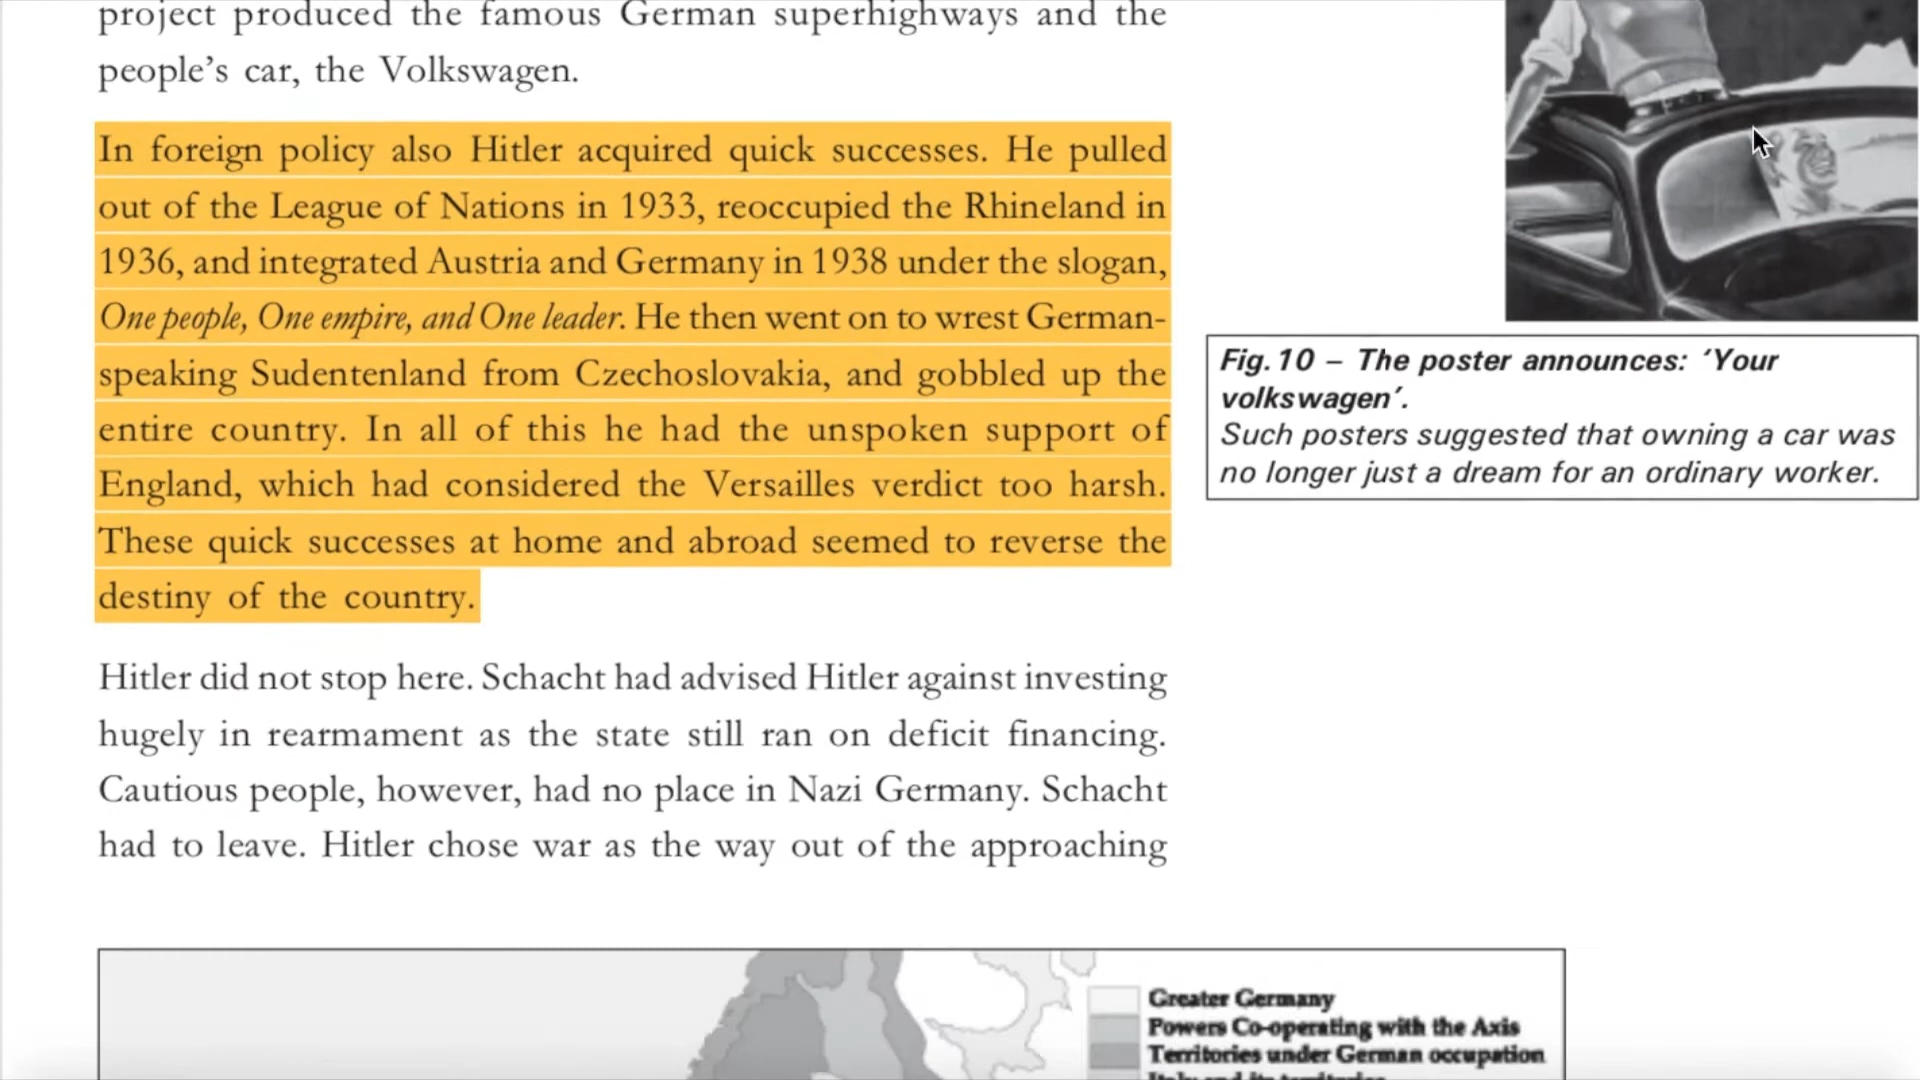 project produced the famous German superhighways and the
people's car, the Volkswagen.
In foreign policy also Hitler acquired quick successes. He pulled
out of the League of Nations in 1933, reoccupied the Rhineland in
1936, and integrated Austria and Germany in 1938 under the slogan,
One people, One empire, and One leader. He then went on to wrest German-
speaking Sudentenland from Czechoslovakia, and gobbled up the
entire country. In all of this he had the unspoken support of
England, which had considered the Versailles verdict too harsh.
These quick successes at home and abroad seemed to reverse the
destiny of the country.
Hitler did not stop here. Schacht had advised Hitler against investing
hugely in rearmament as the state still ran on deficit financing.
Cautious people, however, had no place in Nazi Germany. Schacht
had to leave. Hitler chose war as the way out of the approaching
Fig.10 – The poster announces: ‘Your
volkswagen’.
Such posters suggested that owning a car was
no longer just a dream for an ordinary worker.
Greater Germany
Powers Co-operating with the Axis
Territories under German occupation
Italy and its territories